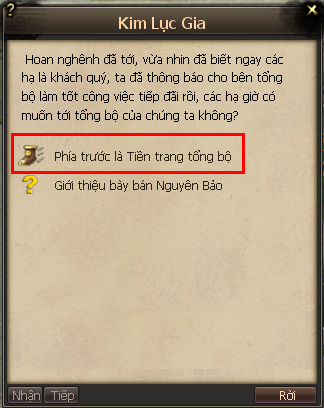 Kim Lục Gia
Hoan nghênh đã tới, vừa nhin đã biết ngay các
hạ là khách quý, ta đã thông báo cho bên tổng
bộ làm tốt công việc tiếp đãi rồi, các hạ giờ có
muốn tới tổng bộ của chúng ta không?
Phía trước là Tiền trang tổng bộ
Giới thiệu bày bán Nguyên Bảo
Nhận Tiếp Rời